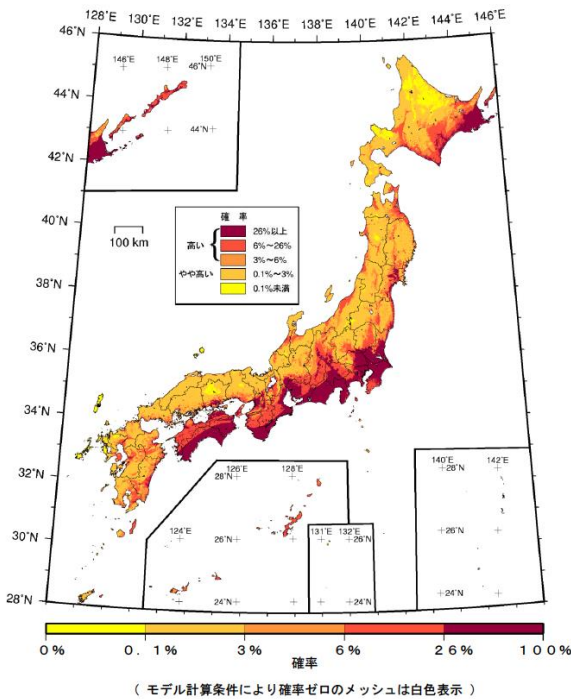 128˚E 130˚E 132˚E 134˚E 136˚E 138˚E 140˚E 142˚E 144˚E 146˚E
46˚N
146˚E 148˚E 150˚E
46˚N
44˚N
44˚N
42˚N
40˚N
確 率
高い
26%以上
6%〜26%
3%〜6%
やや高い
0.1%〜3%
0.1%未満
100 km
38˚N
36˚N
34˚N
32˚N
126˚E 128˚E
28˚N
140˚E 142˚E
28˚N
30˚N
124˚E
26˚N
131˚E 132˚E
26˚N
26˚N
28˚N
24˚N
24˚N
24˚N
0% 0.1% 3% 6% 26% 100%
確率
( モデル計算条件により確率ゼロのメッシュは白色表示 )